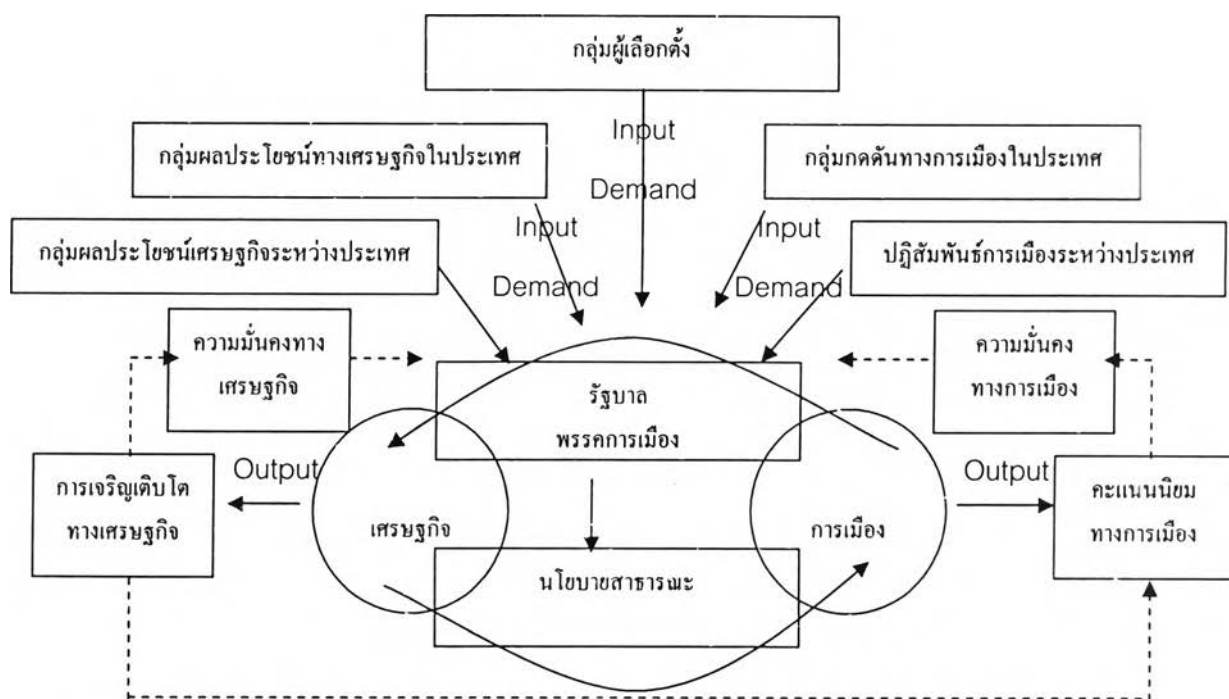 กลุ่มผู้เลือกตั้ง
Input
Demand
กลุ่มผลประโยชน์ทางเศรษฐกิจในประเทศ
กลุ่มกดดันทางการเมืองในประเทศ
Input
Demand
Input
Demand
กลุ่มผลประโยชน์เศรษฐกิจระหว่างประเทศ
ปฏิสัมพันธ์การเมืองระหว่างประเทศ
ความมั่นคงทาง
เศรษฐกิจ
ความมั่นคง
ทางการเมือง
รัฐบาล
พรรคการเมือง
Output
Output
การเจริญเติบโต
ทางเศรษฐกิจ
เศรษฐกิจ
การเมือง
คะแนนนิยม
ทางการเมือง
นโยบายสาธารณะ